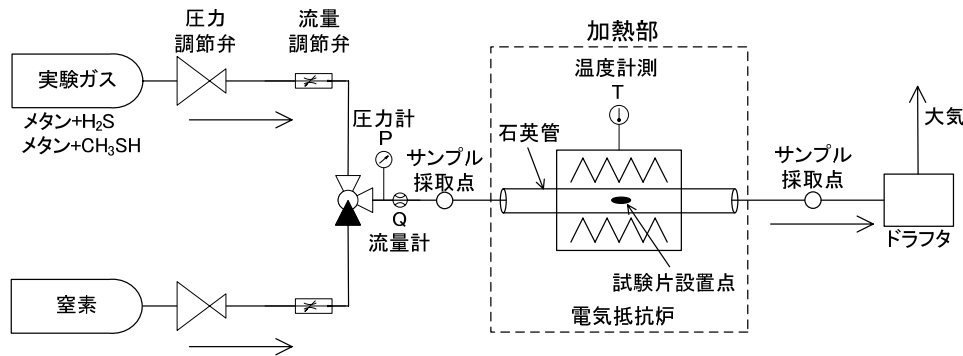 圧力
調節弁
流量
調節弁
実験ガス
メタン+H₂S
メタン+CH₃SH
圧力計
P
サンプル
採取点
Q
流量計
窒素
加熱部
温度計測
T
石英管
試験片設置点
電気抵抗炉
サンプル
採取点
大気
ドラフタ